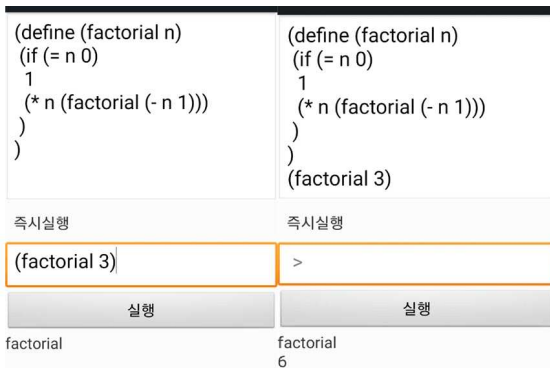 (define (factorial n)
(if (= n 0)
1
(* n (factorial (- n 1)))
)
)
즉시실행
(factorial 3)
실행
factorial
(define (factorial n)
(if (= n 0)
1
(* n (factorial (- n 1)))
)
)
(factorial 3)
즉시실행
>
실행
factorial
6